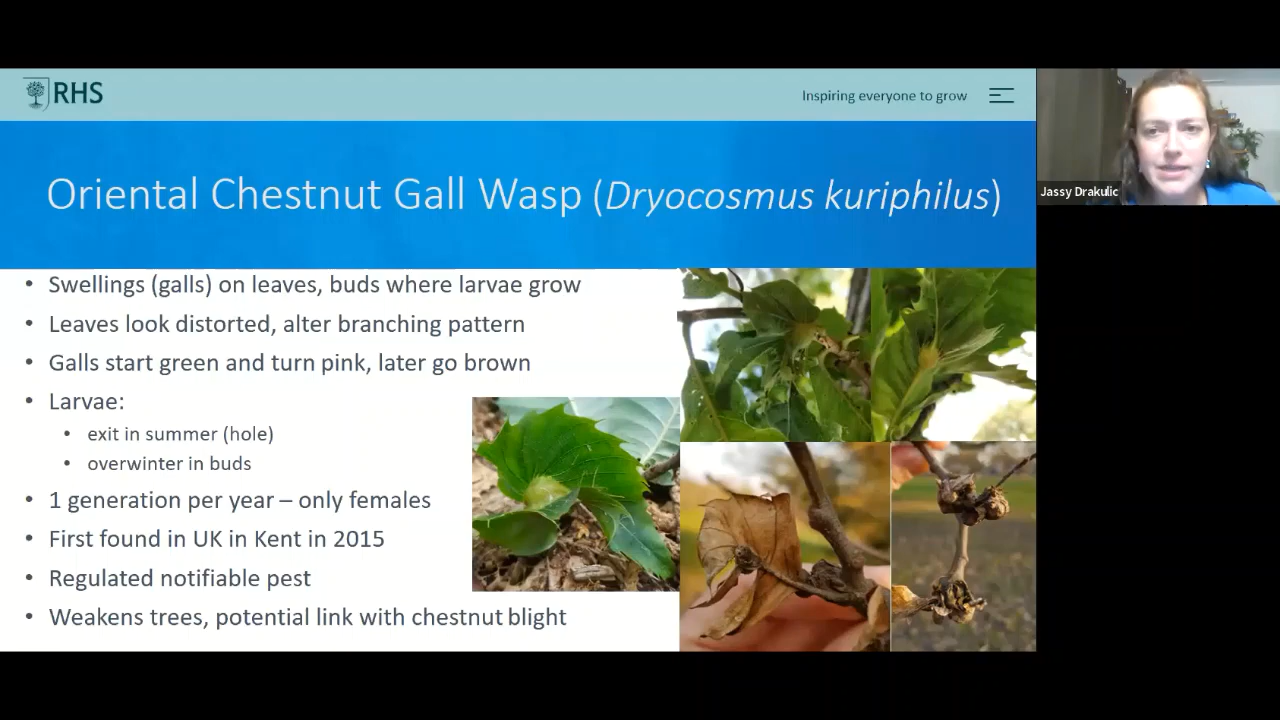 RHS
Inspiring everyone to grow
Oriental Chestnut Gall Wasp (Dryocosmus kuriphilus)
Jassy Drakulic
• Swellings (galls) on leaves, buds where larvae grow
• Leaves look distorted, alter branching pattern
• Galls start green and turn pink, later go brown
• Larvae:
• exit in summer (hole)
• overwinter in buds
• 1 generation per year – only females
• First found in UK in Kent in 2015
• Regulated notifiable pest
• Weakens trees, potential link with chestnut blight